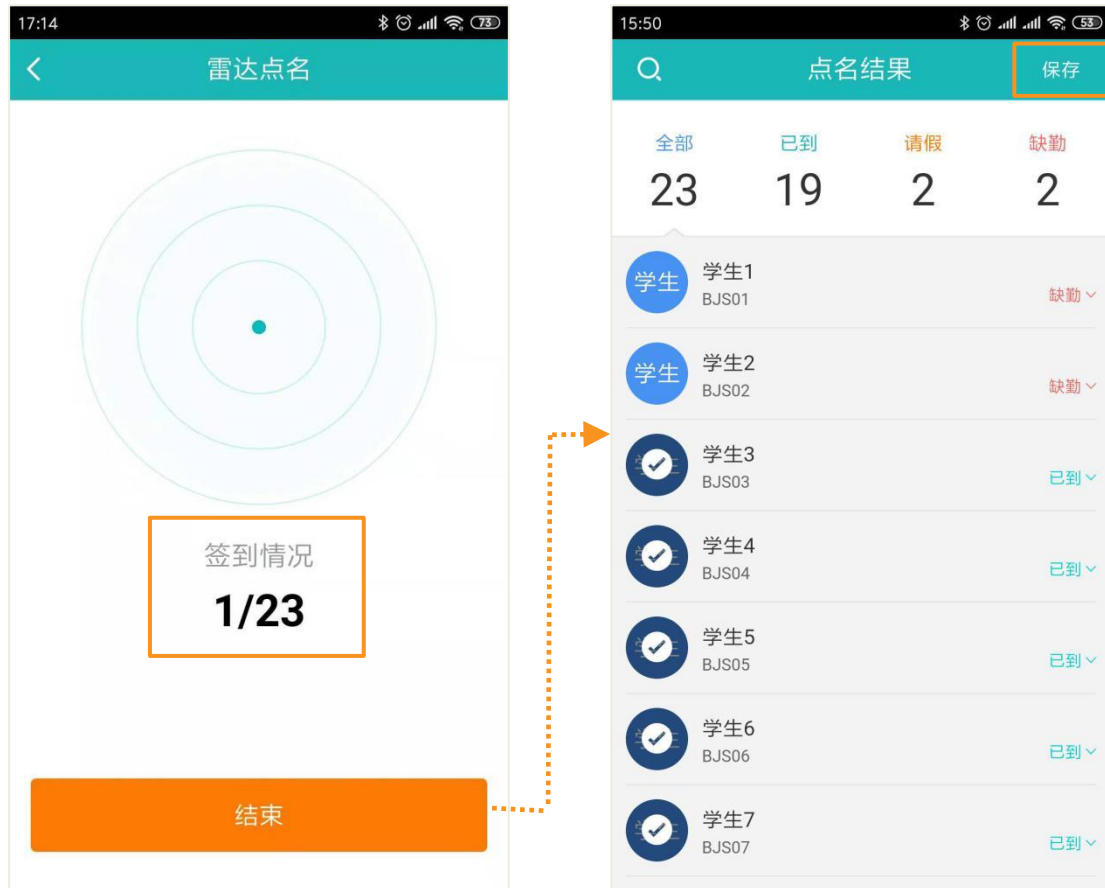 17:14
73
雷达点名
签到情况
1/23
结束
15:50
53
点名结果
保存
全部 已到 请假 缺勤
23 19 2 2
学生
学生1
BJS01
缺勤
学生
学生2
BJS02
缺勤
学生3
BJS03
已到
学生4
BJS04
已到
学生5
BJS05
已到
学生6
BJS06
已到
学生7
BJS07
已到